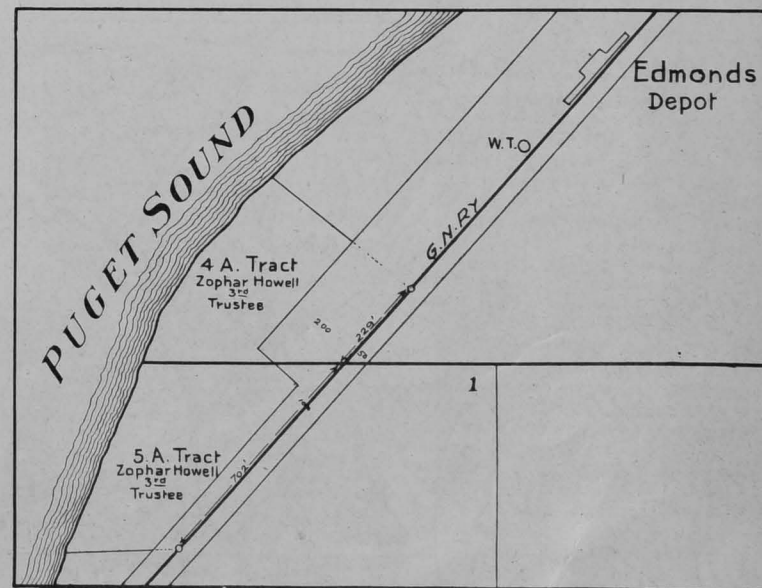 Edmonds
Depot
W.T.
PUGET SOUND
G.N.RY
4 A. Tract
Zophar Howell
3rd
Trustee
229'
200
50
1
5.A. Tract
Zophar Howell
3rd
Trustee
702'